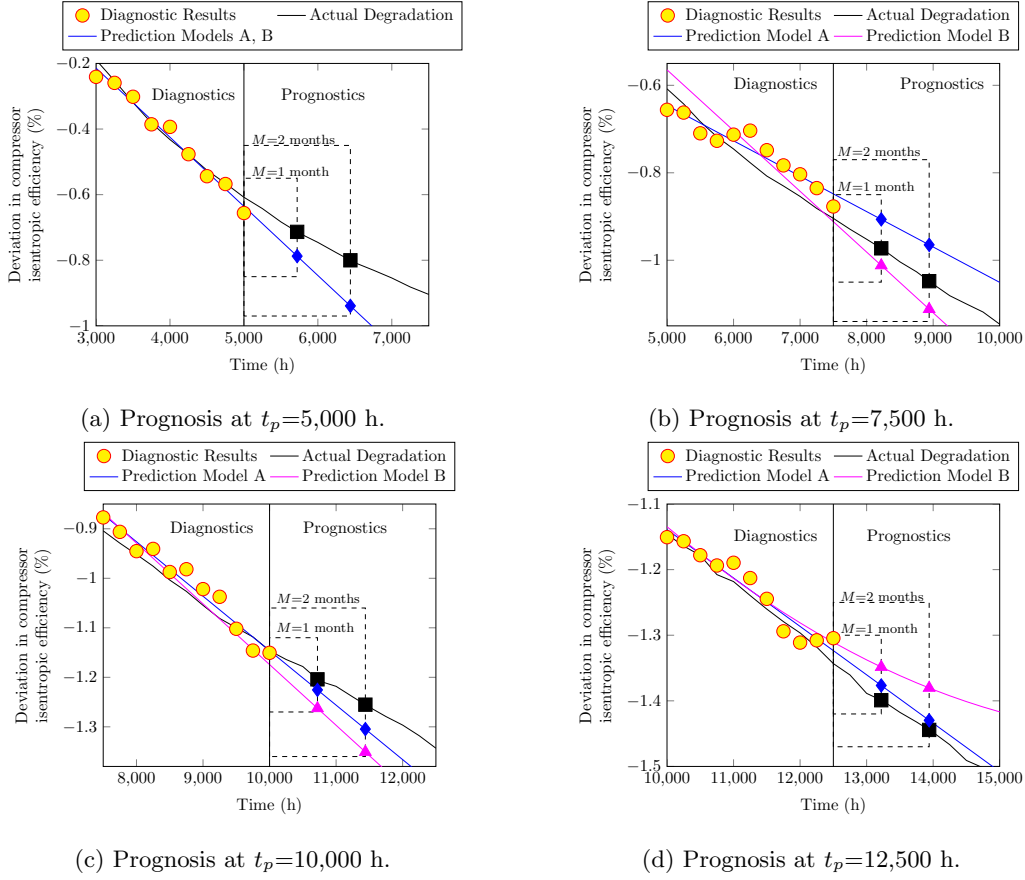 Diagnostic Results Actual Degradation
Prediction Models A, B
−0.2
−0.4
−0.6
−0.8
−1
Deviation in compressor
isentropic efficiency (%)
Diagnostics Prognostics
M=2 months
M=1 month
3,000 4,000 5,000 6,000 7,000
Time (h)
(a) Prognosis at tp=5,000 h.
Diagnostic Results Actual Degradation
Prediction Model A Prediction Model B
−0.6
−0.8
−1
Deviation in compressor
isentropic efficiency (%)
Diagnostics Prognostics
M=2 months
M=1 month
5,000 6,000 7,000 8,000 9,000 10,000
Time (h)
(b) Prognosis at tp=7,500 h.
Diagnostic Results Actual Degradation
Prediction Model A Prediction Model B
−0.9
−1
−1.1
−1.2
−1.3
Deviation in compressor
isentropic efficiency (%)
Diagnostics Prognostics
M=2 months
M=1 month
8,000 9,000 10,000 11,000 12,000
Time (h)
(c) Prognosis at tp=10,000 h.
Diagnostic Results Actual Degradation
Prediction Model A Prediction Model B
−1.1
−1.2
−1.3
−1.4
−1.5
Deviation in compressor
isentropic efficiency (%)
Diagnostics Prognostics
M=2 months
M=1 month
10,000 11,000 12,000 13,000 14,000 15,000
Time (h)
(d) Prognosis at tp=12,500 h.